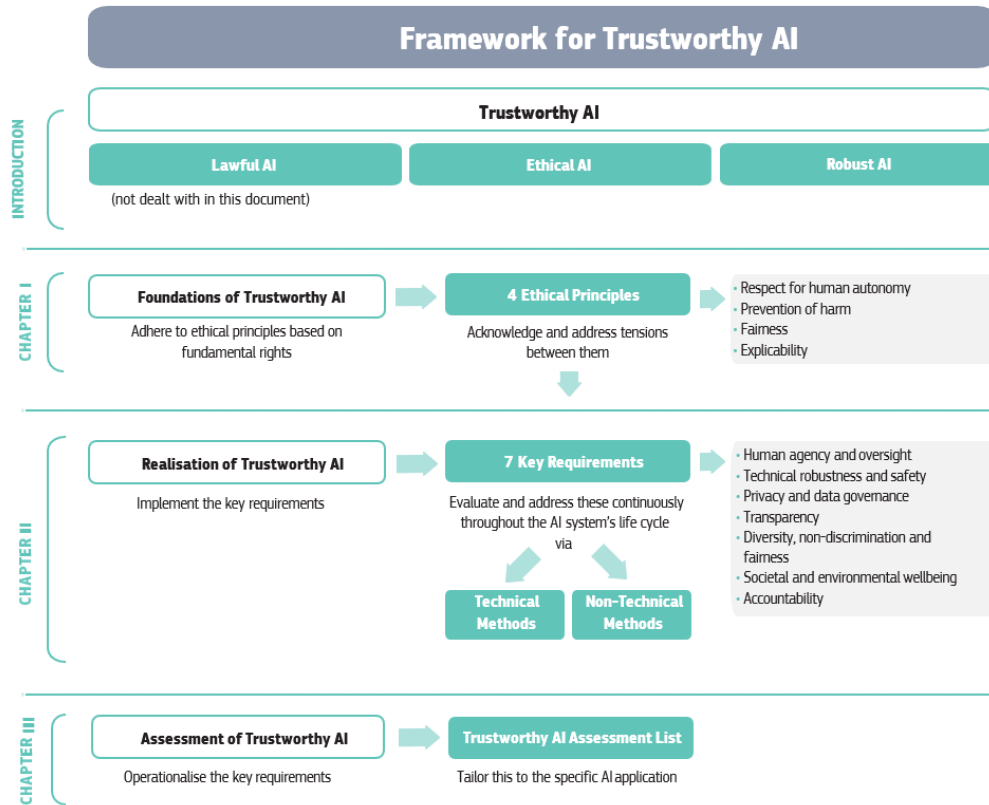 Framework for Trustworthy AI
INTRODUCTION
Trustworthy AI
Lawful AI
Ethical AI
Robust AI
(not dealt with in this document)
CHAPTER I
Foundations of Trustworthy AI
Adhere to ethical principles based on
fundamental rights
4 Ethical Principles
Acknowledge and address tensions
between them
• Respect for human autonomy
• Prevention of harm
• Fairness
• Explicability
CHAPTER II
Realisation of Trustworthy AI
Implement the key requirements
7 Key Requirements
Evaluate and address these continuously
throughout the AI system's life cycle
via
Technical
Methods
Non-Technical
Methods
• Human agency and oversight
• Technical robustness and safety
• Privacy and data governance
• Transparency
• Diversity, non-discrimination and
fairness
• Societal and environmental wellbeing
• Accountability
CHAPTER III
Assessment of Trustworthy AI
Operationalise the key requirements
Trustworthy AI Assessment List
Tailor this to the specific AI application